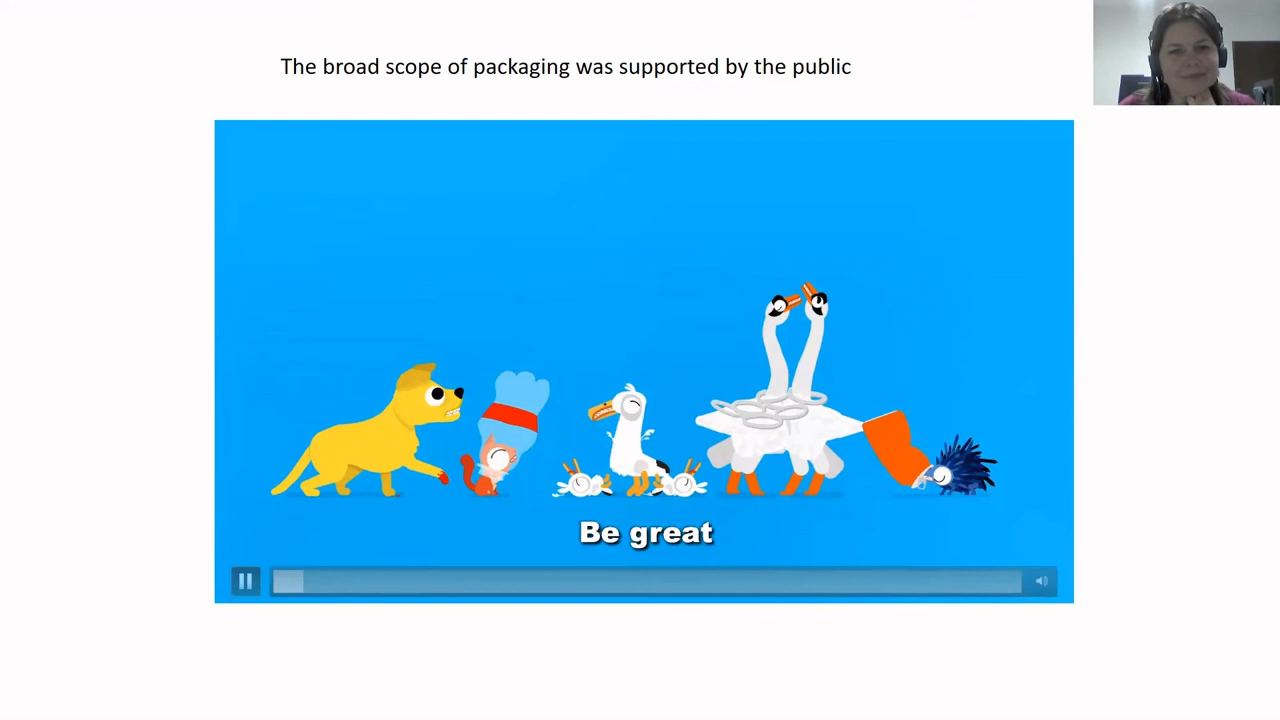 The broad scope of packaging was supported by the public
Be great